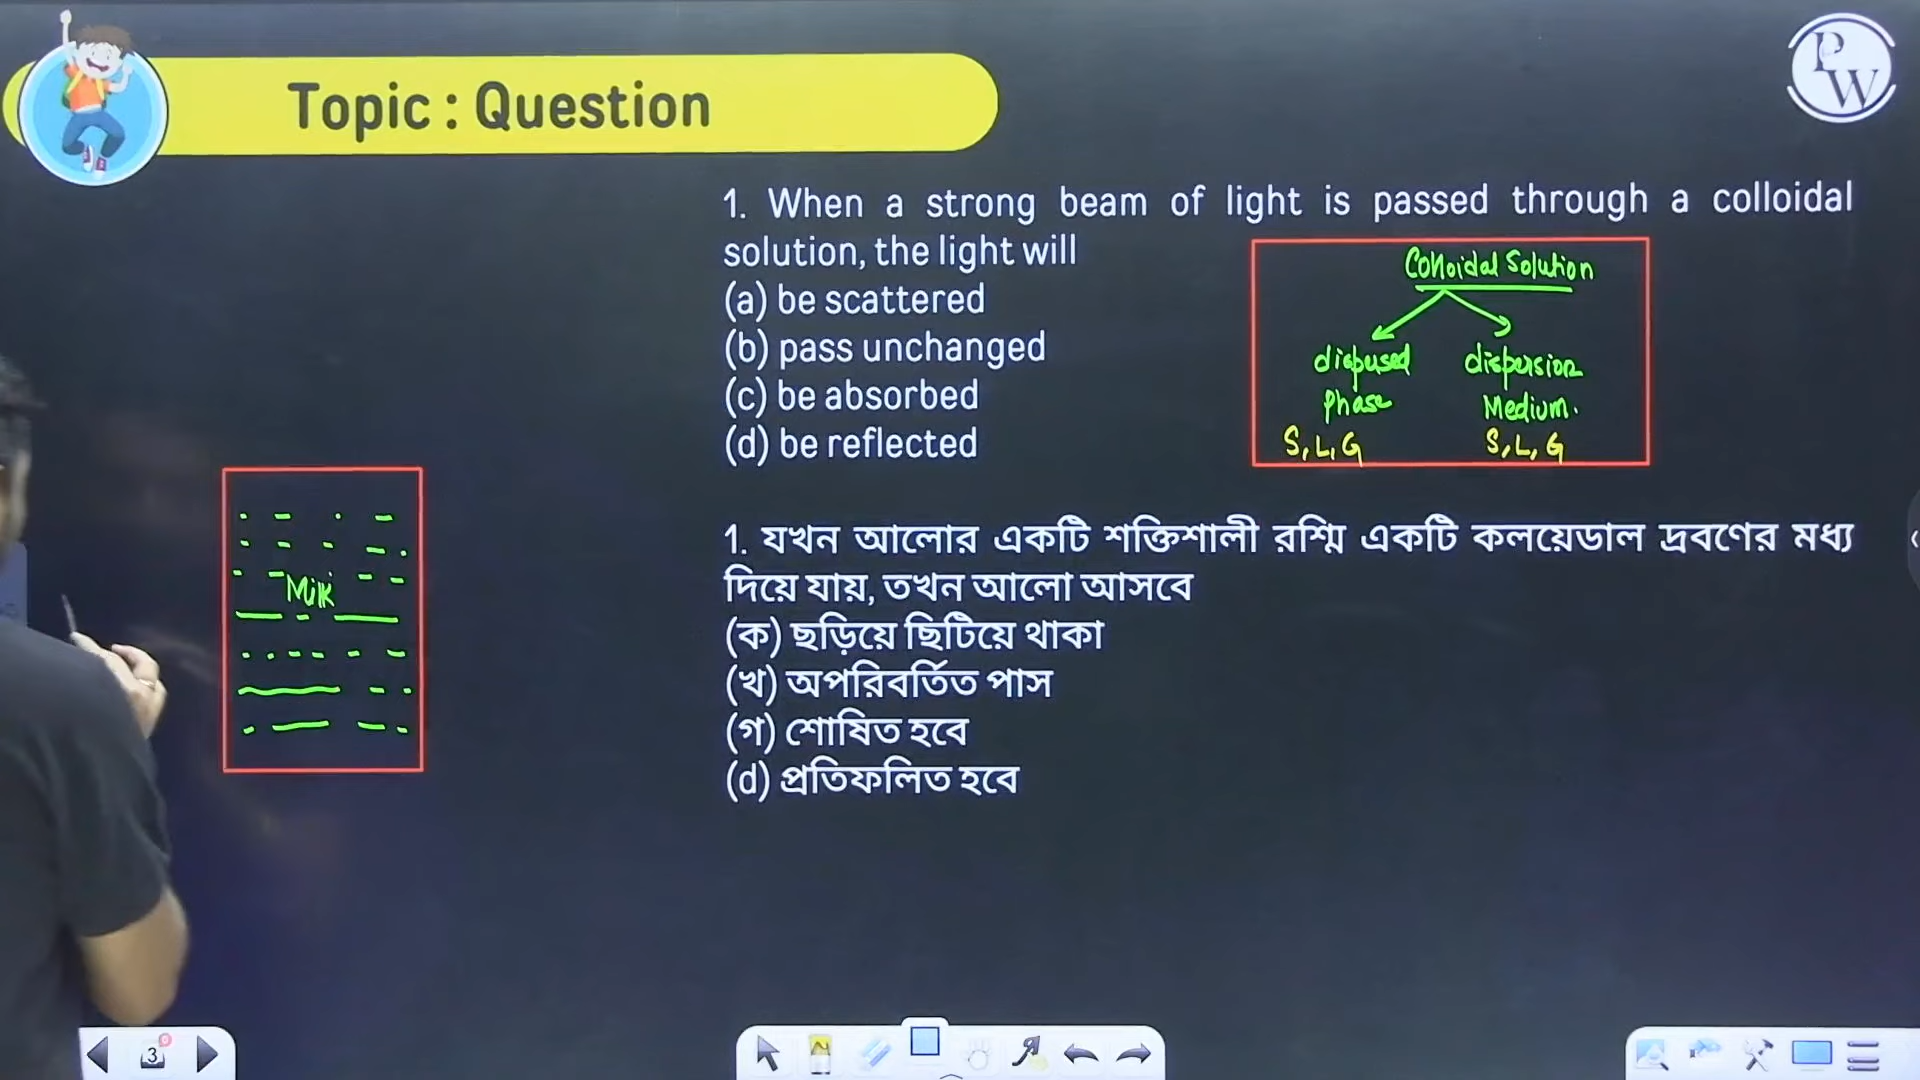 Topic : Question
PW
1. When a strong beam of light is passed through a colloidal
solution, the light will
(a) be scattered
(b) pass unchanged
(c) be absorbed
(d) be reflected
Colloidal Solution
dispersed
phase
S, L, G
dispersion
Medium.
S, L, G
Milk
1. যখন আলোর একটি শক্তিশালী রশ্মি একটি কলয়েডাল দ্রবণের মধ্য
দিয়ে যায়, তখন আলো আসবে
(ক) ছড়িয়ে ছিটিয়ে থাকা
(খ) অপরিবর্তিত পাস
(গ) শোষিত হবে
(d) প্রতিফলিত হবে
3
0